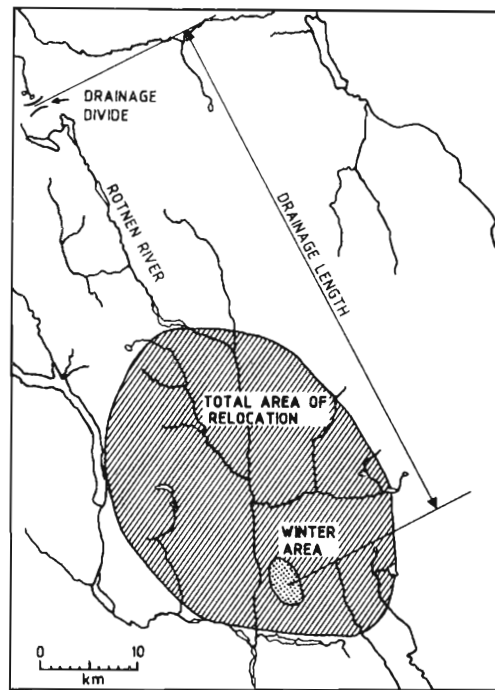 DRAINAGE
DIVIDE
ROTNEN RIVER
DRAINAGE LENGTH
TOTAL AREA OF
RELOCATION
WINTER
AREA
0 10
km